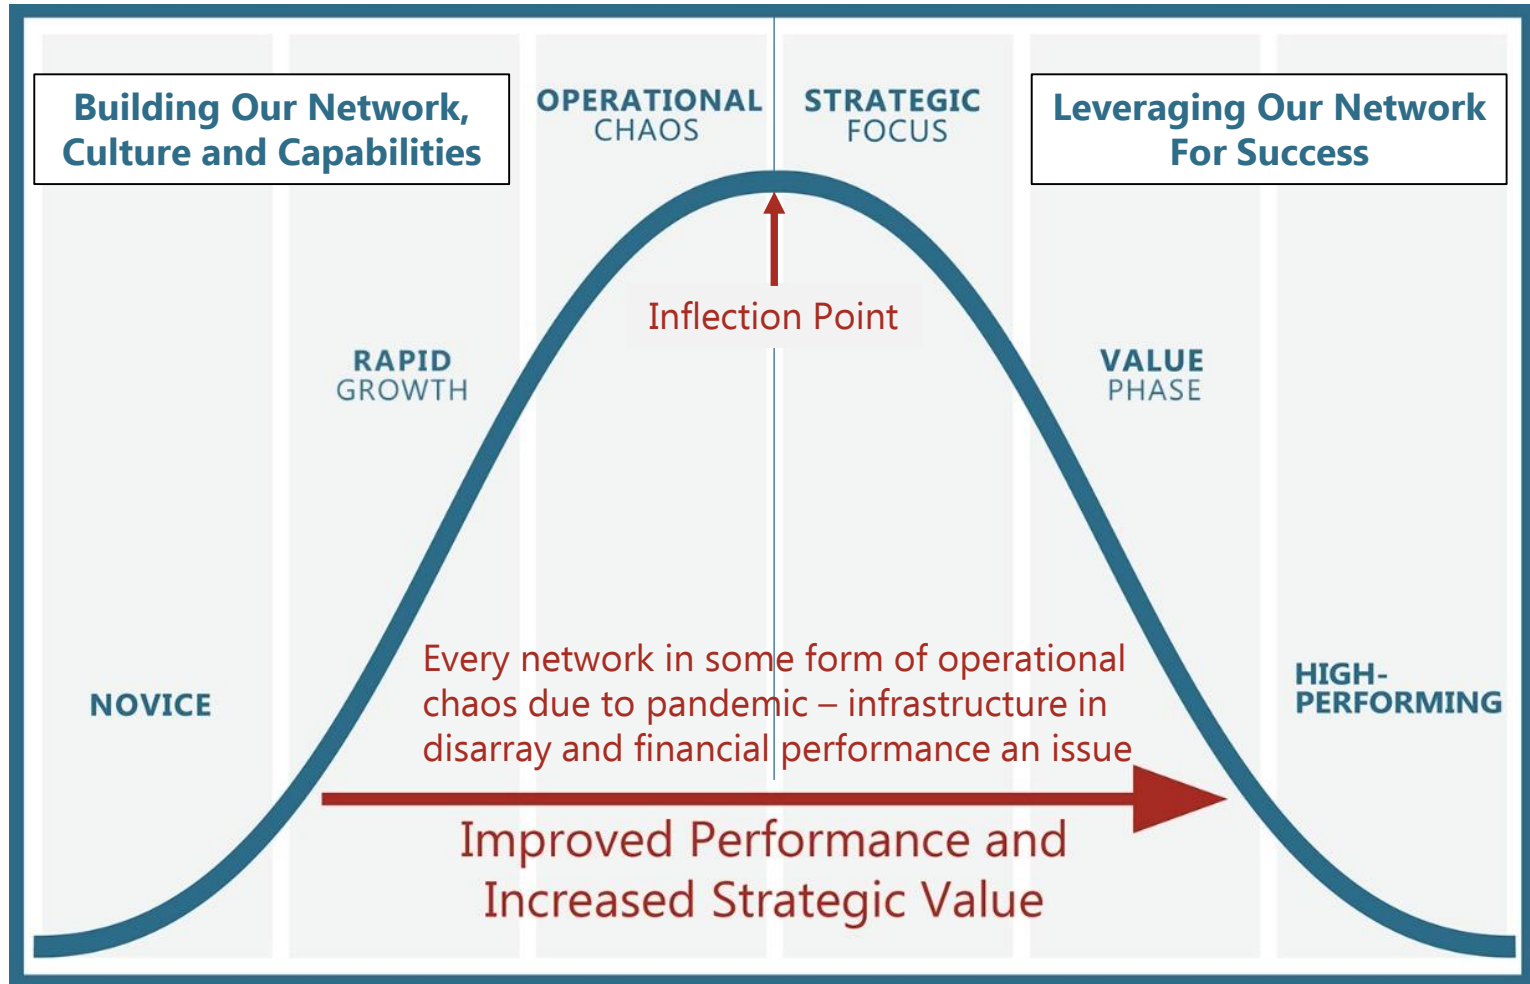 Building Our Network,
Culture and Capabilities
OPERATIONAL
CHAOS
STRATEGIC
FOCUS
Leveraging Our Network
For Success
Inflection Point
RAPID
GROWTH
VALUE
PHASE
NOVICE
Every network in some form of operational
chaos due to pandemic – infrastructure in
disarray and financial performance an issue
HIGH-
PERFORMING
Improved Performance and
Increased Strategic Value